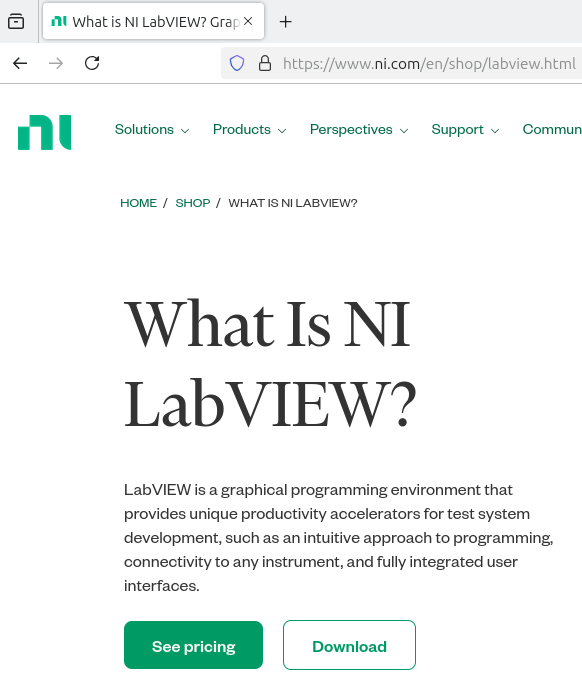 What is NI LabVIEW? Grap
https://www.ni.com/en/shop/labview.html
ni
Solutions Products Perspectives Support Commun
HOME / SHOP / WHAT IS NI LABVIEW?
What Is NI
LabVIEW?
LabVIEW is a graphical programming environment that
provides unique productivity accelerators for test system
development, such as an intuitive approach to programming,
connectivity to any instrument, and fully integrated user
interfaces.
See pricing Download